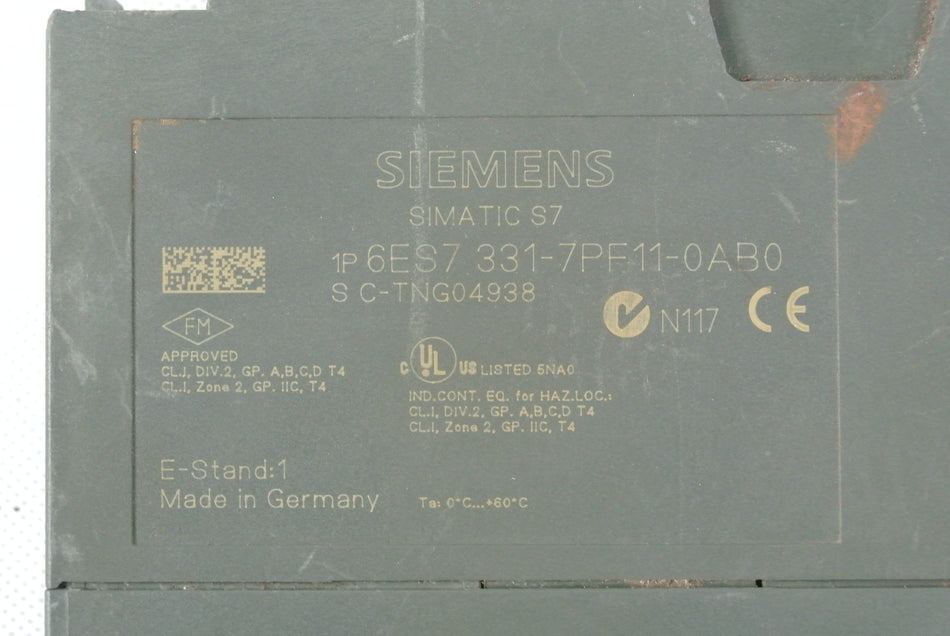 SIEMENS
SIMATIC S7
1P 6ES7 331-7PF11-0AB0
S C-TNG04938
N117
CE
FM
APPROVED
CL.I, DIV.2, GP. A,B,C,D T4
CL.I, Zone 2, GP. IIC, T4
C UL US LISTED 5NA0
IND.CONT. EQ. for HAZ.LOC.:
CL.I, DIV.2, GP. A,B,C,D T4
CL.I, Zone 2, GP. IIC, T4
E-Stand:1
Made in Germany
Ta: 0°C...+60°C